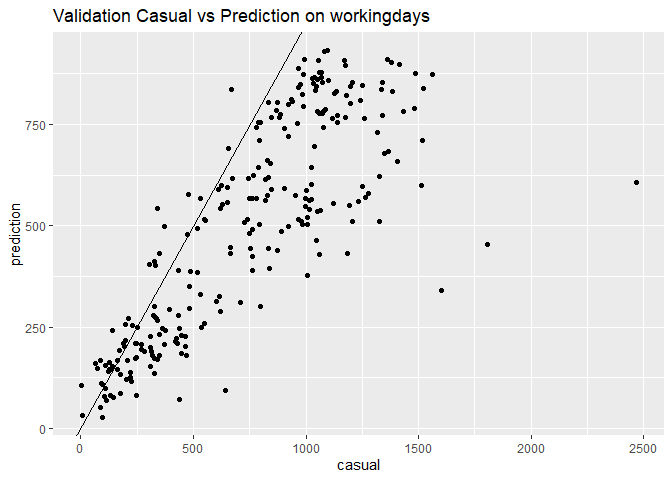 Validation Casual vs Prediction on workingdays
prediction
750
500
250
0
0 500 1000 1500 2000 2500
casual